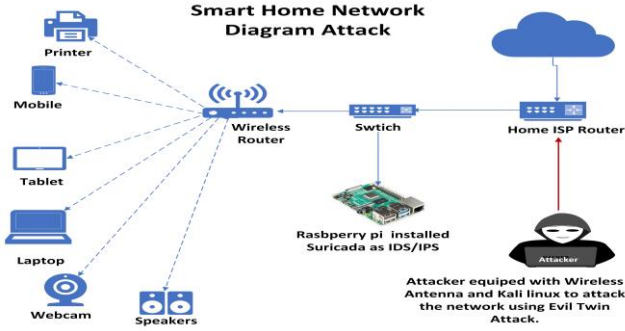 Smart Home Network
Diagram Attack
Printer
Mobile
Tablet
Laptop
Webcam
Speakers
Wireless
Router
Swtich
Home ISP Router
Rasbperry pi installed
Suricada as IDS/IPS
Attacker
Attacker equiped with Wireless
Antenna and Kali linux to attack
the network using Evil Twin
Attack.